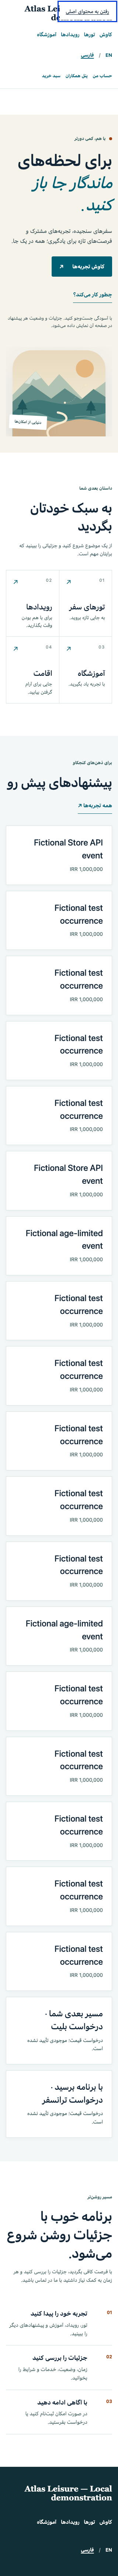 رفتن به محتوای اصلی
Atlas Lei
de
کاوش تورها رویدادها آموزشگاه
EN / فارسی
حساب من پنل همکاران سبد خرید
با هم، کمی دورتر
برای لحظه‌های
ماندگار جا باز
کنید.
سفرهای سنجیده، تجربه‌های مشترک و
فرصت‌های تازه برای یادگیری؛ همه در یک جا.
کاوش تجربه‌ها ↗
چطور کار می‌کند؟
با آسودگی جست‌وجو کنید. جزئیات و وضعیت هر پیشنهاد
در صفحه آن نمایش داده می‌شود.
دنیایی از امکان‌ها
داستان بعدی شما
به سبک خودتان
بگردید
از یک موضوع شروع کنید و جزئیاتی را ببینید که
برایتان مهم است.
01 ↗
تورهای سفر
به جایی تازه بروید.
02 ↗
رویدادها
برای با هم بودن
وقت بگذارید.
03 ↗
آموزشگاه
با تجربه یاد بگیرید.
04 ↗
اقامت
جایی برای آرام
گرفتن بیابید.
برای ذهن‌های کنجکاو
پیشنهادهای پیش رو
همه تجربه‌ها ↗
Fictional Store API
event
IRR 1,000,000
Fictional test
occurrence
IRR 1,000,000
Fictional test
occurrence
IRR 1,000,000
Fictional test
occurrence
IRR 1,000,000
Fictional test
occurrence
IRR 1,000,000
Fictional Store API
event
IRR 1,000,000
Fictional age-limited
event
IRR 1,000,000
Fictional test
occurrence
IRR 1,000,000
Fictional test
occurrence
IRR 1,000,000
Fictional test
occurrence
IRR 1,000,000
Fictional test
occurrence
IRR 1,000,000
Fictional test
occurrence
IRR 1,000,000
Fictional age-limited
event
IRR 1,000,000
Fictional test
occurrence
IRR 1,000,000
Fictional test
occurrence
IRR 1,000,000
Fictional test
occurrence
IRR 1,000,000
Fictional test
occurrence
IRR 1,000,000
Fictional test
occurrence
IRR 1,000,000
مسیر بعدی شما ·
درخواست بلیت
درخواست قیمت؛ موجودی تأیید نشده
است.
با برنامه برسید ·
درخواست ترانسفر
درخواست قیمت؛ موجودی تأیید نشده
است.
مسیر روشن‌تر
برنامه خوب با
جزئیات روشن شروع
می‌شود.
با فرصت کافی بگردید، جزئیات را بررسی کنید و هر
زمان به کمک نیاز داشتید با ما در تماس باشید.
01 تجربه خود را پیدا کنید
تور، رویداد، آموزش و پیشنهادهای دیگر
را ببینید.
02 جزئیات را بررسی کنید
زمان، وضعیت، خدمات و شرایط را
بخوانید.
03 با آگاهی ادامه دهید
در صورت امکان ثبت‌نام کنید یا
درخواست بفرستید.
Atlas Leisure — Local
demonstration
کاوش تورها رویدادها آموزشگاه
EN / فارسی